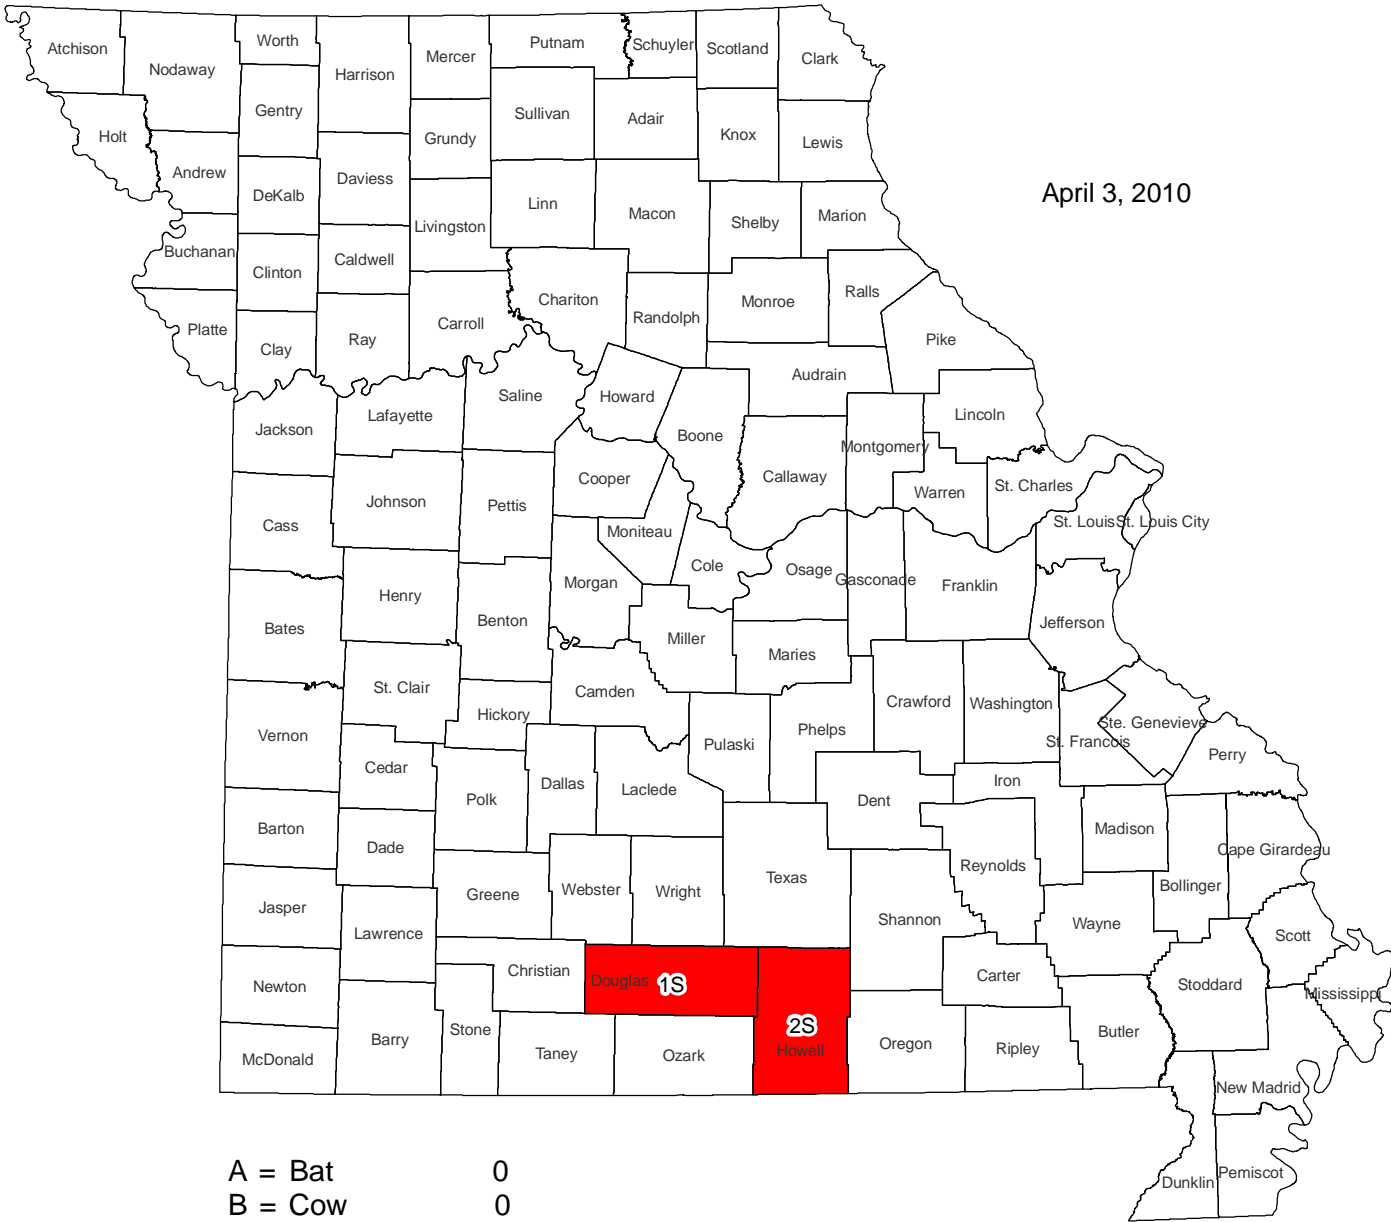 Atchison
Nodaway
Worth
Harrison
Mercer
Putnam
Schuyler
Scotland
Clark
Gentry
Sullivan
Adair
Knox
Lewis
Holt
Andrew
DeKalb
Daviess
Grundy
Linn
Macon
Shelby
Marion
April 3, 2010
Buchanan
Clinton
Caldwell
Livingston
Chariton
Randolph
Monroe
Ralls
Platte
Clay
Ray
Carroll
Pike
Audrain
Jackson
Lafayette
Saline
Howard
Boone
Callaway
Montgomery
Lincoln
Cass
Johnson
Pettis
Cooper
Moniteau
Warren
St. Charles
St. Louis
St. Louis City
Bates
Henry
Benton
Morgan
Cole
Osage
Gasconade
Franklin
Jefferson
Miller
Maries
Vernon
St. Clair
Hickory
Camden
Pulaski
Phelps
Crawford
Washington
Ste. Genevieve
St. Francois
Perry
Cedar
Polk
Dallas
Laclede
Dent
Iron
Barton
Dade
Madison
Cape Girardeau
Jasper
Greene
Webster
Wright
Texas
Reynolds
Bollinger
Lawrence
Shannon
Wayne
Scott
Newton
Christian
Douglas
1S
Carter
Stoddard
Mississippi
McDonald
Barry
Stone
Taney
Ozark
2S
Howell
Oregon
Ripley
Butler
New Madrid
Dunklin
Pemiscot
A = Bat 0
B = Cow 0